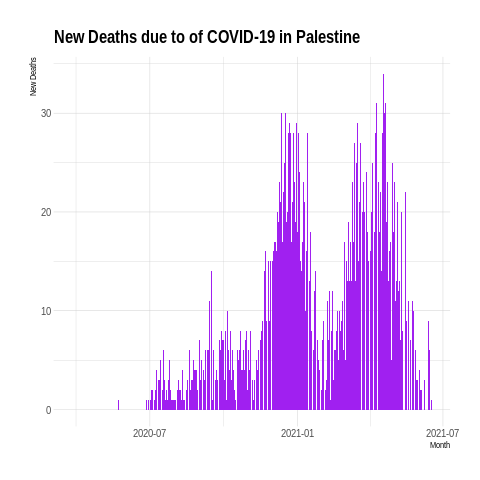 New Deaths due to of COVID-19 in Palestine
New Deaths
30
20
10
0
2020-07
2021-01
2021-07
Month